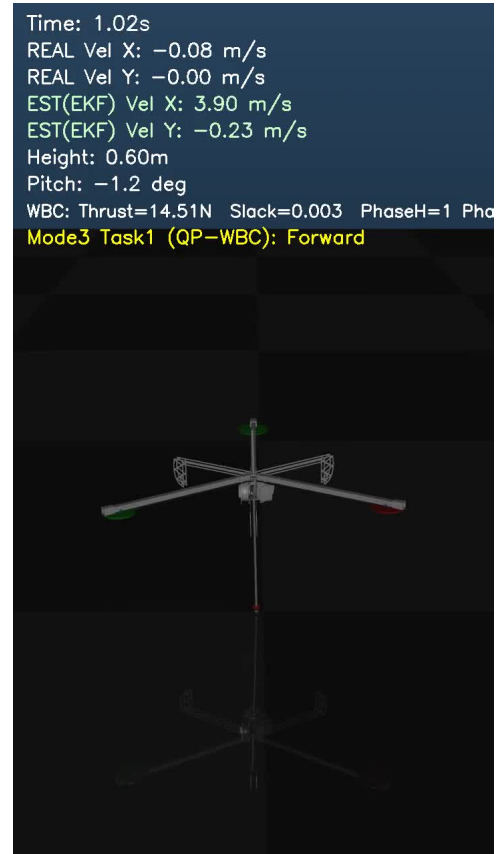 Time: 1.02s
REAL Vel X: −0.08 m/s
REAL Vel Y: −0.00 m/s
EST(EKF) Vel X: 3.90 m/s
EST(EKF) Vel Y: −0.23 m/s
Height: 0.60m
Pitch: −1.2 deg
WBC: Thrust=14.51N Slack=0.003 PhaseH=1 Pha
Mode3 Task1 (QP−WBC): Forward